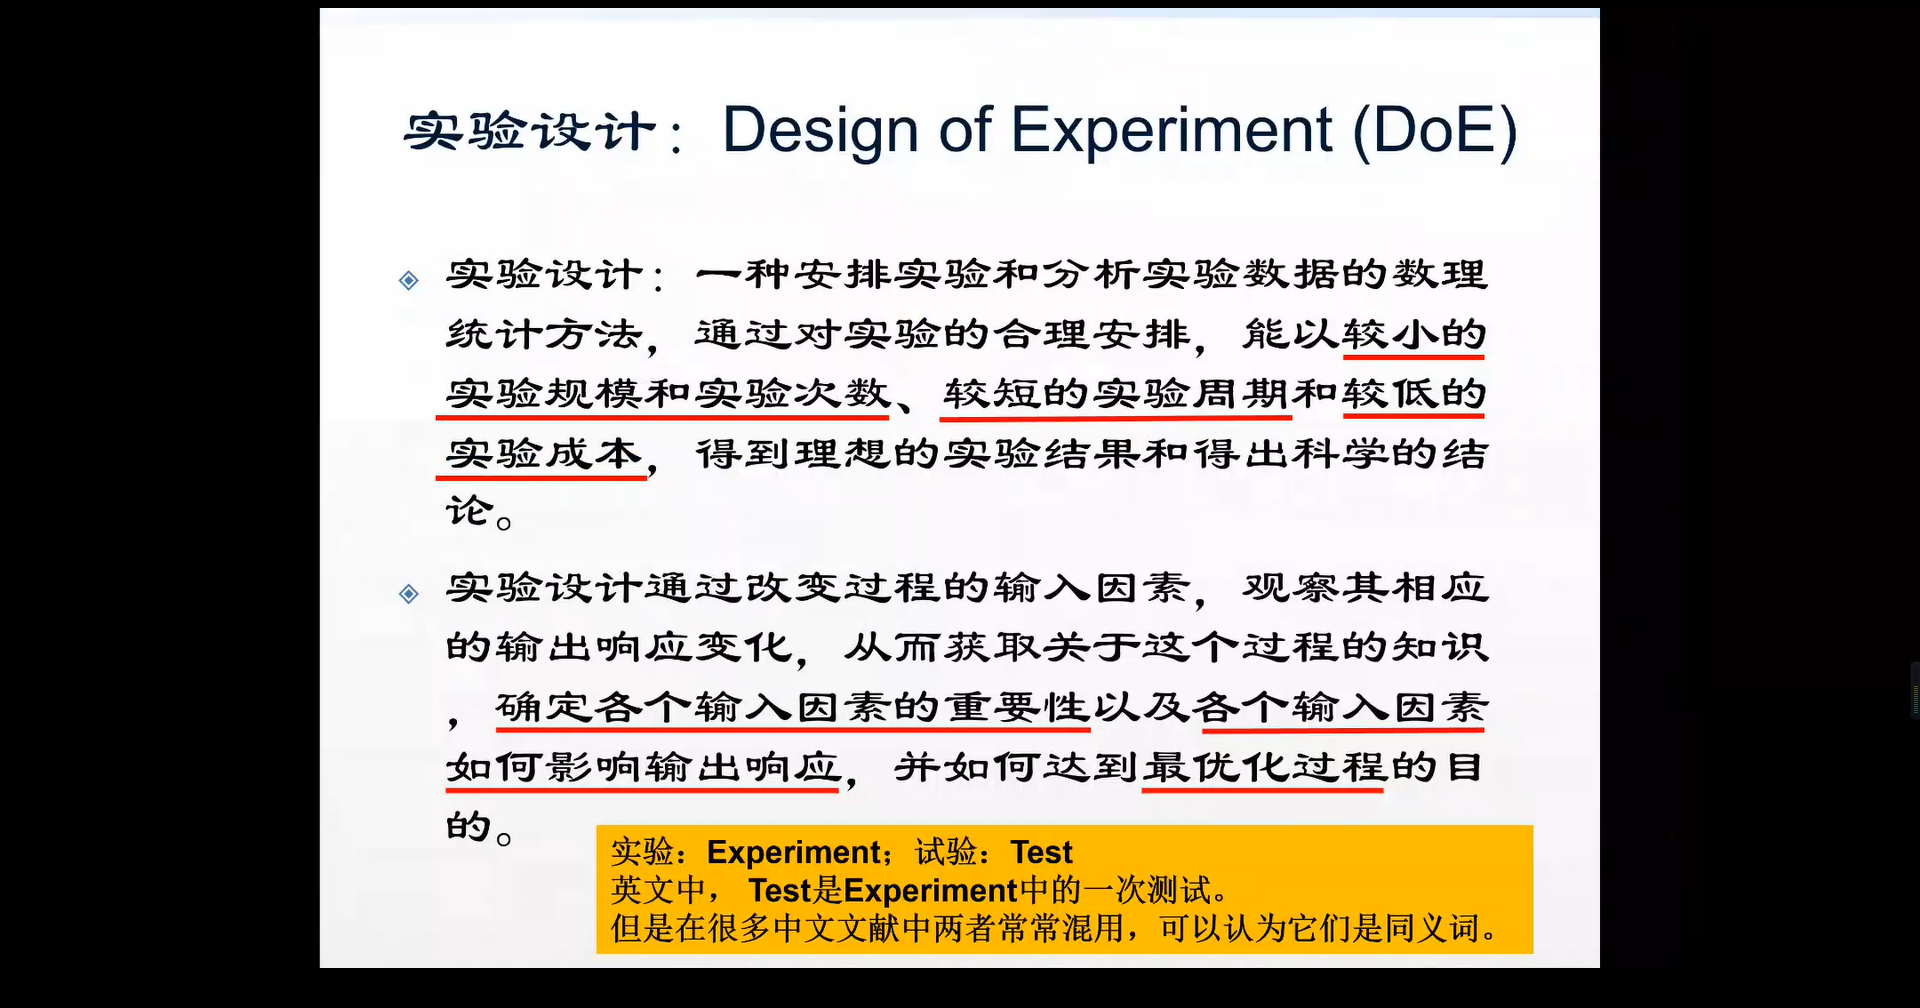 实验设计：Design of Experiment (DoE)
实验设计：一种安排实验和分析实验数据的数理
统计方法，通过对实验的合理安排，能以较小的
实验规模和实验次数、较短的实验周期和较低的
实验成本，得到理想的实验结果和得出科学的结
论。
实验设计通过改变过程的输入因素，观察其相应
的输出响应变化，从而获取关于这个过程的知识
，确定各个输入因素的重要性以及各个输入因素
如何影响输出响应，并如何达到最优化过程的目
的。
实验：Experiment；试验：Test
英文中， Test是Experiment中的一次测试。
但是在很多中文文献中两者常常混用，可以认为它们是同义词。